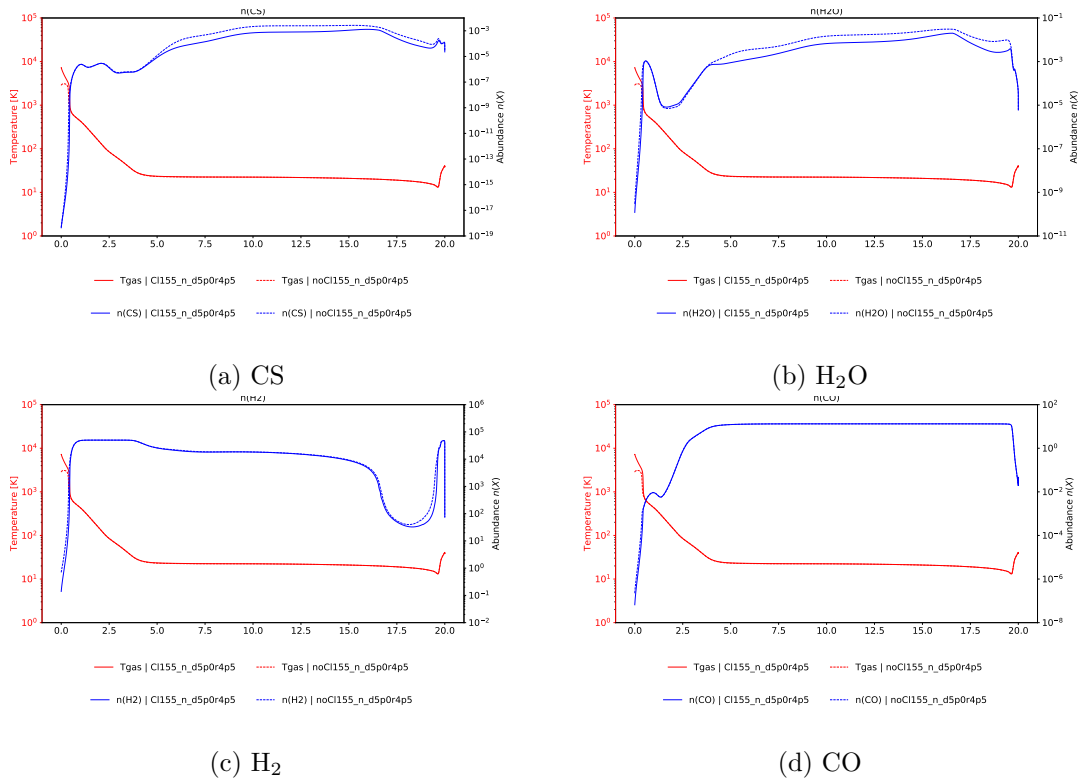 n(CS)
n(H2O)
10^5
10^4
10^3
10^2
10^1
10^0
Temperature [K]
10^-3
10^-5
10^-7
10^-9
10^-11
10^-13
10^-15
10^-17
10^-19
Abundance n(X)
0.0 2.5 5.0 7.5 10.0 12.5 15.0 17.5 20.0
10^5
10^4
10^3
10^2
10^1
10^0
Temperature [K]
10^-1
10^-3
10^-5
10^-7
10^-9
10^-11
Abundance n(X)
0.0 2.5 5.0 7.5 10.0 12.5 15.0 17.5 20.0
Tgas | Cl155_n_d5p0r4p5 Tgas | noCl155_n_d5p0r4p5
n(CS) | Cl155_n_d5p0r4p5 n(CS) | noCl155_n_d5p0r4p5
Tgas | Cl155_n_d5p0r4p5 Tgas | noCl155_n_d5p0r4p5
n(H2O) | Cl155_n_d5p0r4p5 n(H2O) | noCl155_n_d5p0r4p5
(a) CS
(b) H₂O
n(H2)
n(CO)
10^5
10^4
10^3
10^2
10^1
10^0
Temperature [K]
10^6
10^5
10^4
10^3
10^2
10^1
10^0
10^-1
10^-2
Abundance n(X)
0.0 2.5 5.0 7.5 10.0 12.5 15.0 17.5 20.0
10^5
10^4
10^3
10^2
10^1
10^0
Temperature [K]
10^2
10^0
10^-2
10^-4
10^-6
10^-8
Abundance n(X)
0.0 2.5 5.0 7.5 10.0 12.5 15.0 17.5 20.0
Tgas | Cl155_n_d5p0r4p5 Tgas | noCl155_n_d5p0r4p5
n(H2) | Cl155_n_d5p0r4p5 n(H2) | noCl155_n_d5p0r4p5
Tgas | Cl155_n_d5p0r4p5 Tgas | noCl155_n_d5p0r4p5
n(CO) | Cl155_n_d5p0r4p5 n(CO) | noCl155_n_d5p0r4p5
(c) H₂
(d) CO